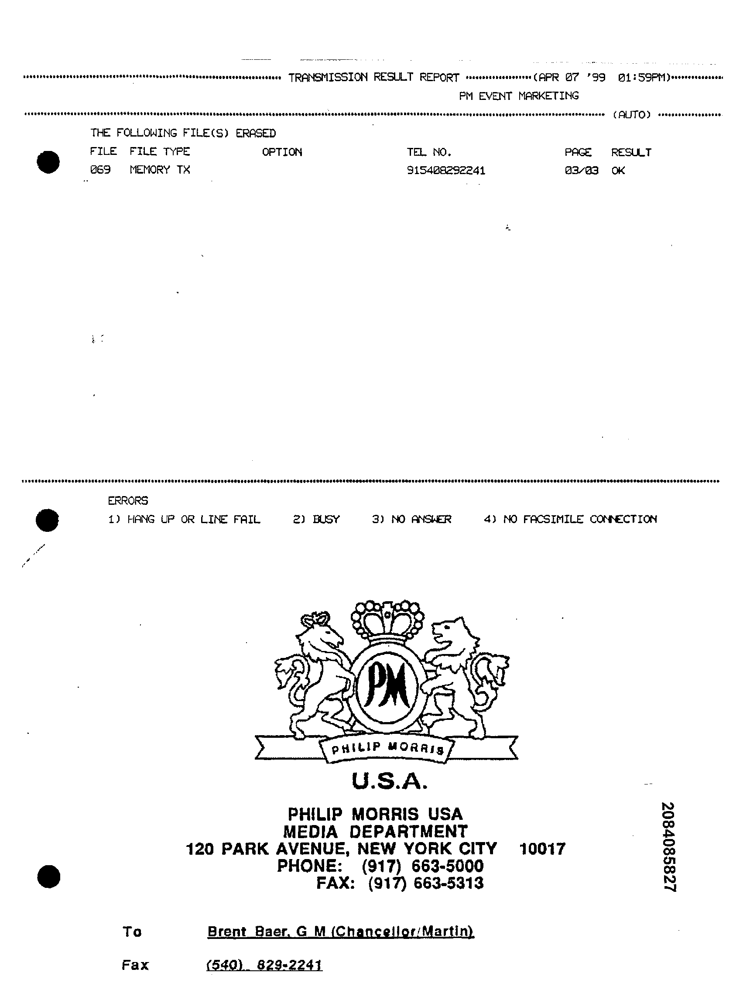 TRANSMISSION RESULT REPORT (APR 07 '99 01:59PM)
PM EVENT MARKETING
(AUTO)
THE FOLLOWING FILE(S) ERASED
FILE FILE TYPE OPTION TEL NO. PAGE RESULT
069 MEMORY TX 915408292241 03/03 OK
ERRORS
1) HANG UP OR LINE FAIL 2) BUSY 3) NO ANSWER 4) NO FACSIMILE CONNECTION
PM
PHILIP MORRIS
U.S.A.
PHILIP MORRIS USA
MEDIA DEPARTMENT
120 PARK AVENUE, NEW YORK CITY 10017
PHONE: (917) 663-5000
FAX: (917) 663-5313
2084085827
To Brent Baer, G M (Chancellor/Martin)
Fax (540) 829-2241